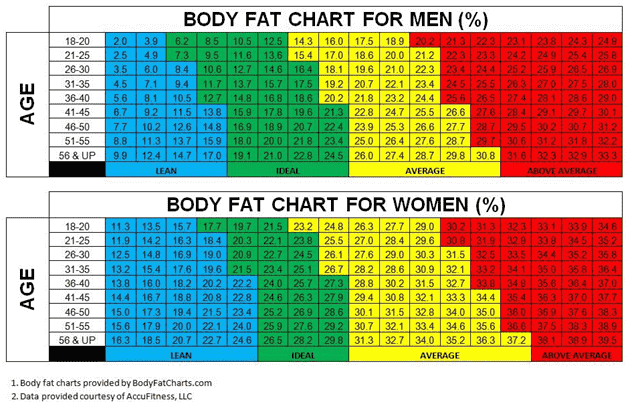 BODY FAT CHART FOR MEN (%)
AGE
18-20 2.0 3.9 6.2 8.5 10.5 12.5 14.3 16.0 17.5 18.9 20.2 21.3 22.3 23.1 23.8 24.3 24.8
21-25 2.5 4.9 7.3 9.5 11.6 13.6 15.4 17.0 18.6 20.0 21.2 22.3 23.3 24.2 24.9 25.4 25.8
26-30 3.5 6.0 8.4 10.6 12.7 14.6 16.4 18.1 19.6 21.0 22.3 23.4 24.4 25.2 25.9 26.5 26.9
31-35 4.5 7.1 9.4 11.7 13.7 15.7 17.5 19.2 20.7 22.1 23.4 24.5 25.5 26.3 27.0 27.5 28.0
36-40 5.6 8.1 10.5 12.7 14.8 16.8 18.6 20.2 21.8 23.2 24.4 25.6 26.5 27.4 28.1 28.6 29.0
41-45 6.7 9.2 11.5 13.8 15.9 17.8 19.6 21.3 22.8 24.7 25.5 26.6 27.6 28.4 29.1 29.7 30.1
46-50 7.7 10.2 12.6 14.8 16.9 18.9 20.7 22.4 23.9 25.3 26.6 27.7 28.7 29.5 30.2 30.7 31.2
51-55 8.8 11.3 13.7 15.9 18.0 20.0 21.8 23.4 25.0 26.4 27.6 28.7 29.7 30.6 31.2 31.8 32.2
56 & UP 9.9 12.4 14.7 17.0 19.1 21.0 22.8 24.5 26.0 27.4 28.7 29.8 30.8 31.6 32.3 32.9 33.3
LEAN IDEAL AVERAGE ABOVE AVERAGE
BODY FAT CHART FOR WOMEN (%)
AGE
18-20 11.3 13.5 15.7 17.7 19.7 21.5 23.2 24.8 26.3 27.7 29.0 30.2 31.3 32.3 33.1 33.9 34.6
21-25 11.9 14.2 16.3 18.4 20.3 22.1 23.8 25.5 27.0 28.4 29.6 30.8 31.9 32.9 33.8 34.5 35.2
26-30 12.5 14.8 16.9 19.0 20.9 22.7 24.5 26.1 27.6 29.0 30.3 31.5 32.5 33.5 34.4 35.2 35.8
31-35 13.2 15.4 17.6 19.6 21.5 23.4 25.1 26.7 28.2 28.6 30.9 32.1 33.2 34.1 35.0 35.8 36.4
36-40 13.8 16.0 18.2 20.2 22.2 24.0 25.7 27.3 28.8 30.2 31.5 32.7 33.8 34.8 35.6 36.4 37.0
41-45 14.4 16.7 18.8 20.8 22.8 24.6 26.3 27.9 29.4 30.8 32.1 33.3 34.4 35.4 36.3 37.0 37.7
46-50 15.0 17.3 19.4 21.5 23.4 25.2 26.9 28.6 30.1 31.5 32.8 34.0 35.0 36.0 36.9 37.6 38.3
51-55 15.6 17.9 20.0 22.1 24.0 25.9 27.6 29.2 30.7 32.1 33.4 34.6 35.6 36.6 37.5 38.3 38.9
56 & UP 16.3 18.5 20.7 22.7 24.6 26.5 28.2 29.8 31.3 32.7 34.0 35.2 36.3 37.2 38.1 38.9 39.5
LEAN IDEAL AVERAGE ABOVE AVERAGE
1. Body fat charts provided by BodyFatCharts.com
2. Data provided courtesy of AccuFitness, LLC